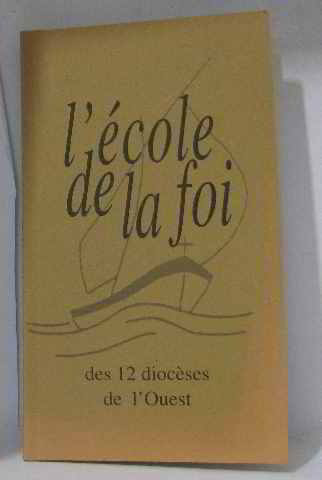 l'école
de la foi
des 12 diocèses
de l'Ouest